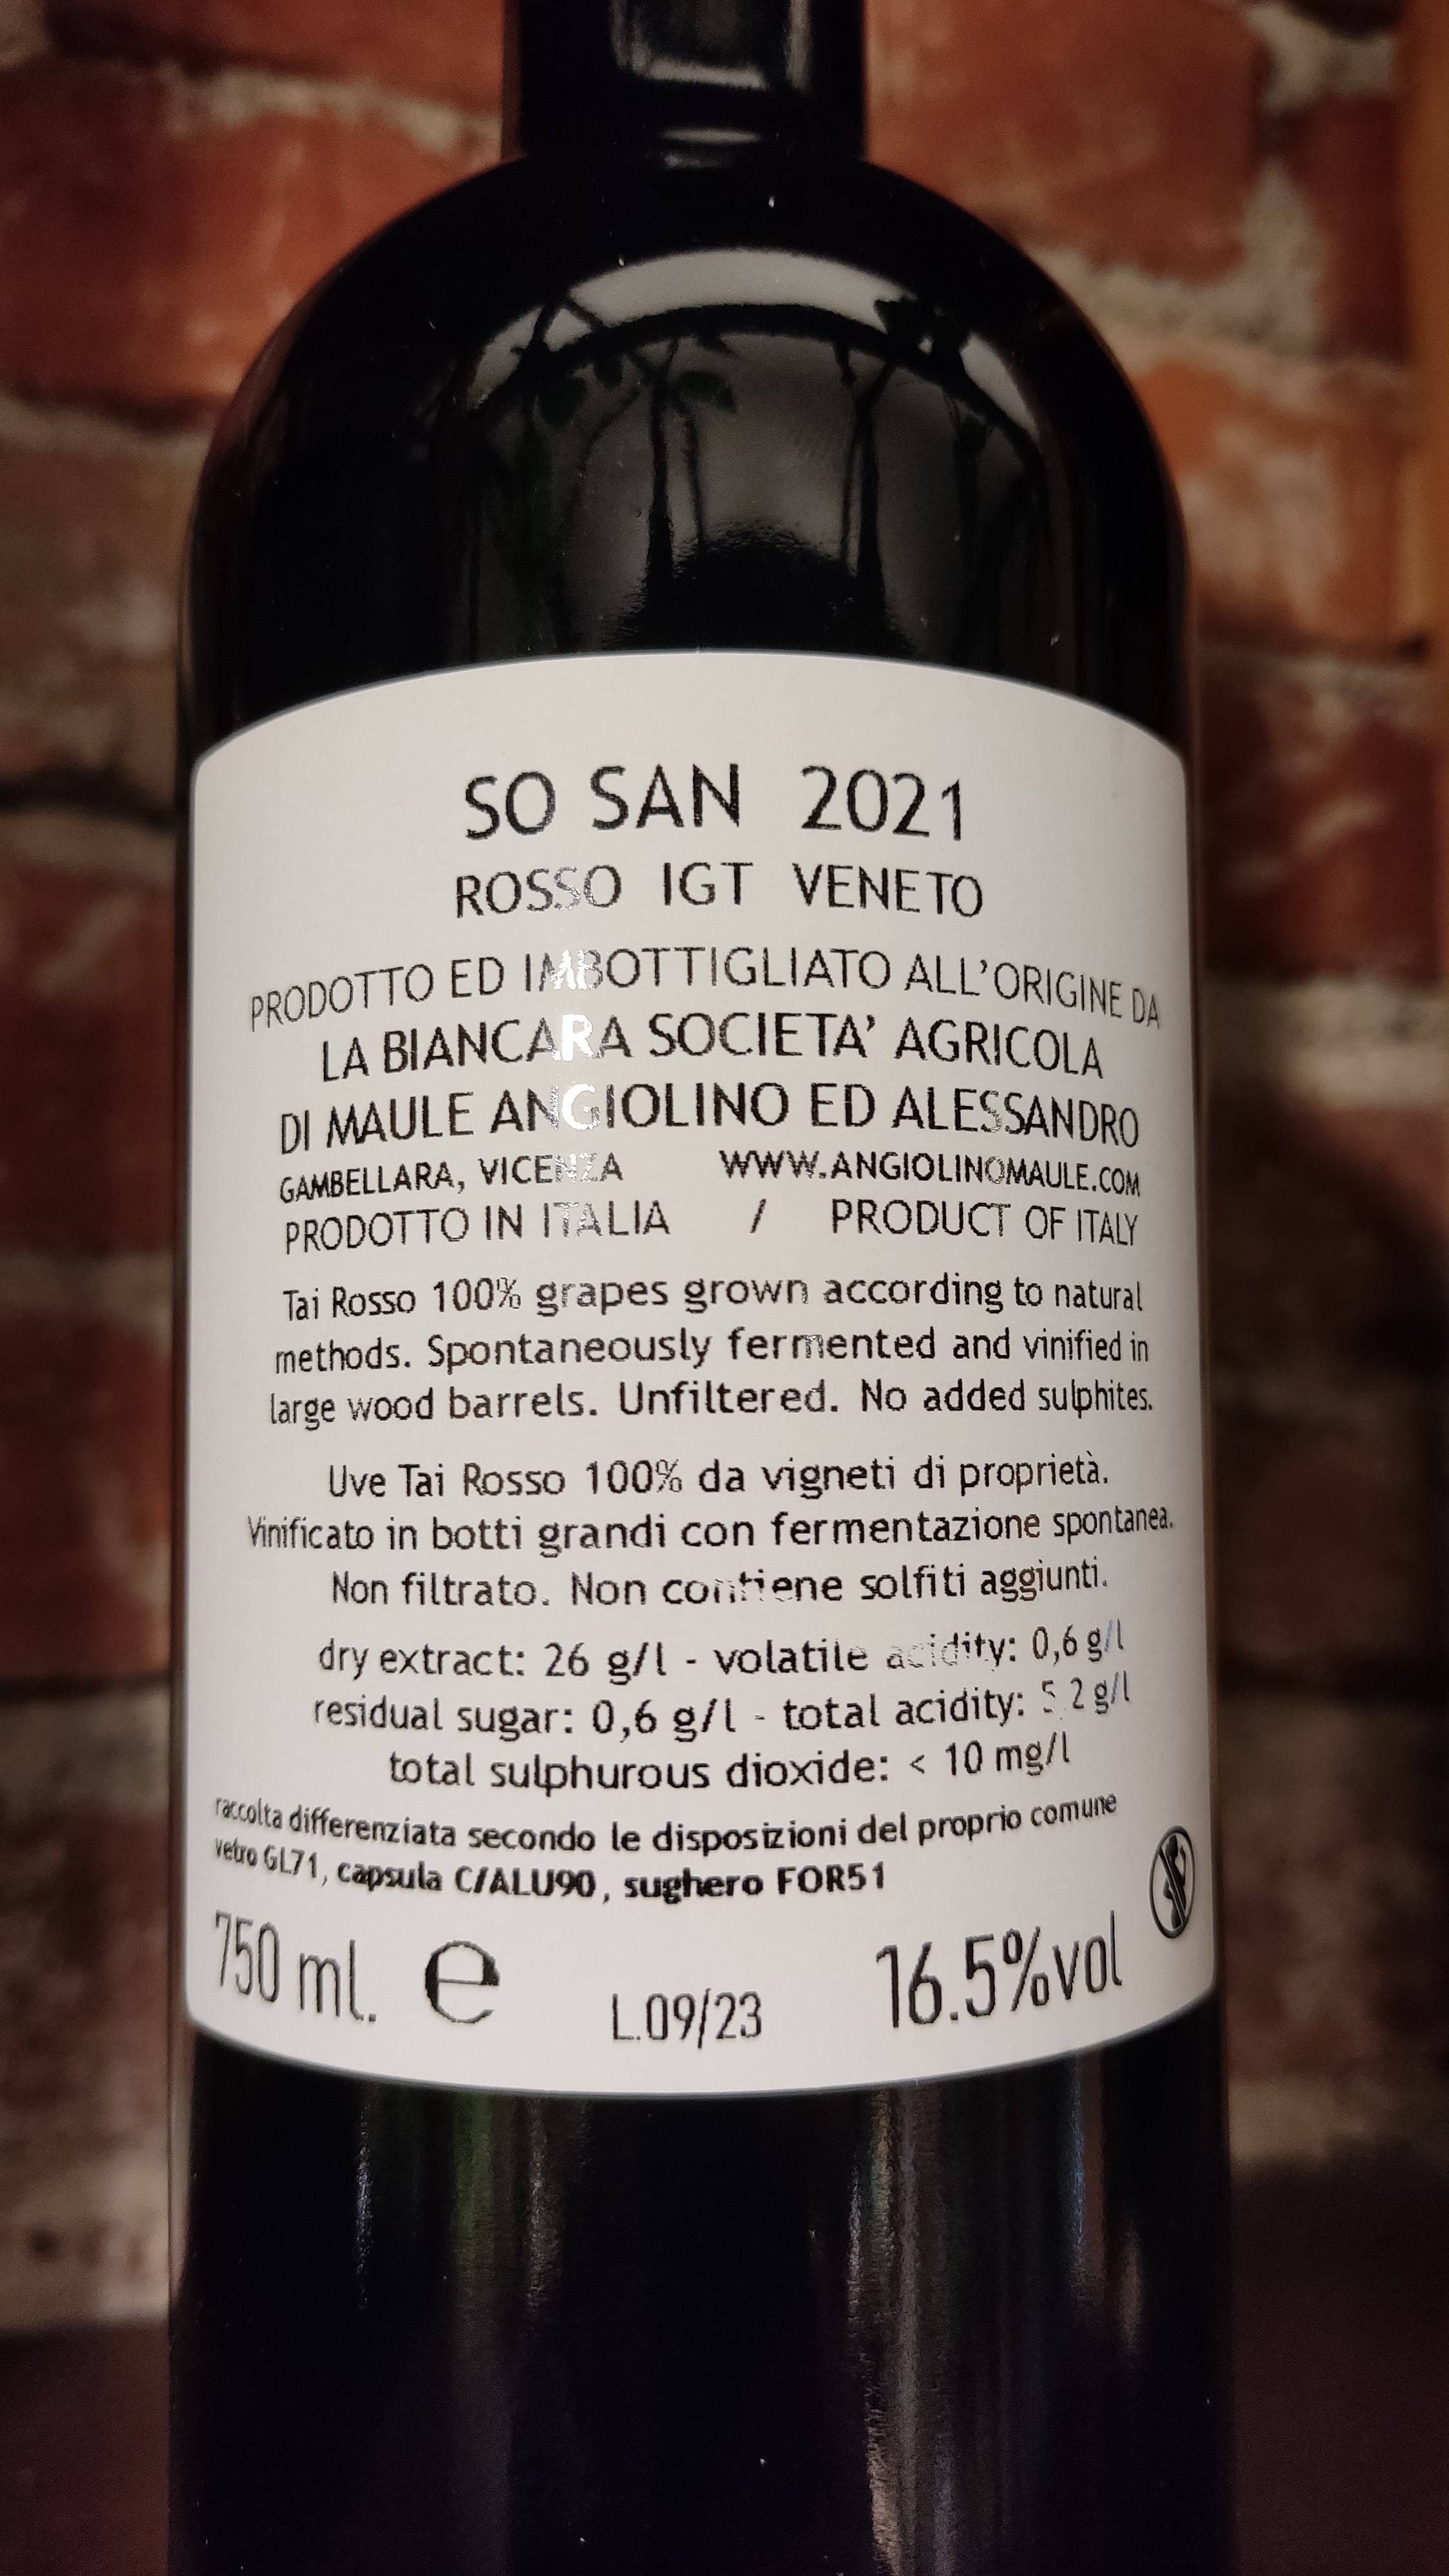 SO SAN 2021
ROSSO IGT VENETO
PRODOTTO ED IMBOTTIGLIATO ALL'ORIGINE DA
LA BIANCARA SOCIETA' AGRICOLA
DI MAULE ANGIOLINO ED ALESSANDRO
GAMBELLARA, VICENZA WWW.ANGIOLINOMAULE.COM
PRODOTTO IN ITALIA / PRODUCT OF ITALY
Tai Rosso 100% grapes grown according to natural
methods. Spontaneously fermented and vinified in
large wood barrels. Unfiltered. No added sulphites.
Uve Tai Rosso 100% da vigneti di proprietà.
Vinificato in botti grandi con fermentazione spontanea.
Non filtrato. Non contiene solfiti aggiunti.
dry extract: 26 g/l - volatile acidity: 0,6 g/l
residual sugar: 0,6 g/l - total acidity: 5,2 g/l
total sulphurous dioxide: < 10 mg/l
raccolta differenziata secondo le disposizioni del proprio comune
vetro GL71, capsula C/ALU90, sughero FOR51
750 ml. e L.09/23 16.5%vol